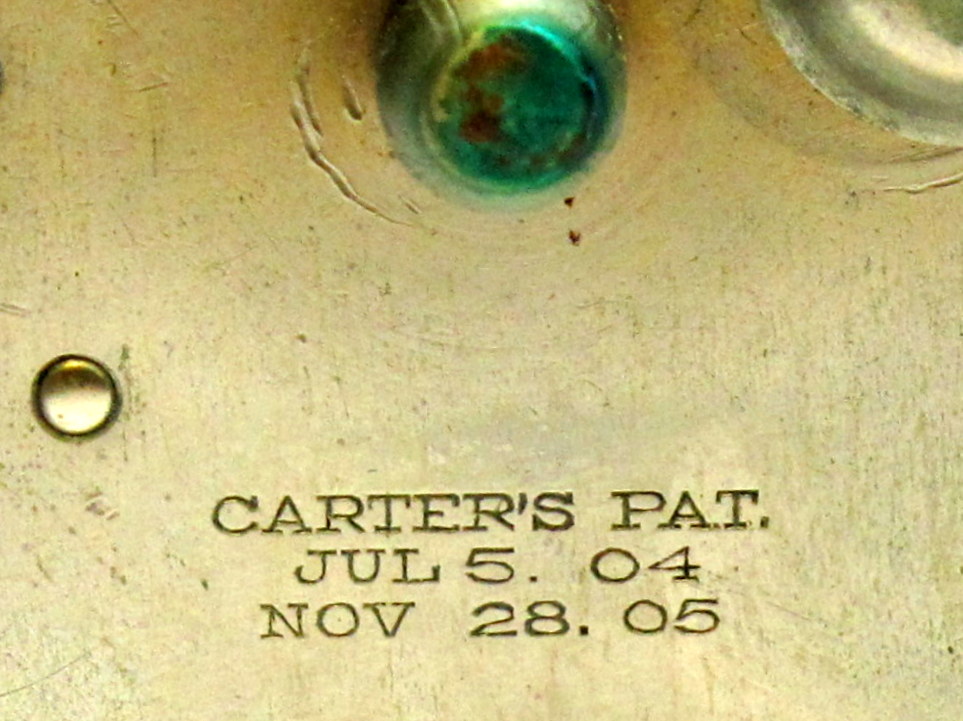 CARTER'S PAT.
JUL 5. 04
NOV 28. 05